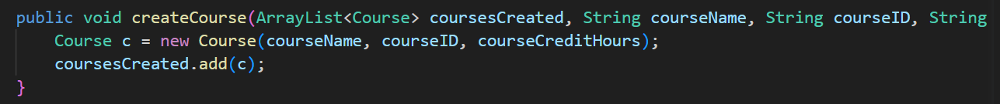 public void createCourse(ArrayList<Course> coursesCreated, String courseName, String courseID, String
    Course c = new Course(courseName, courseID, courseCreditHours);
    coursesCreated.add(c);
}